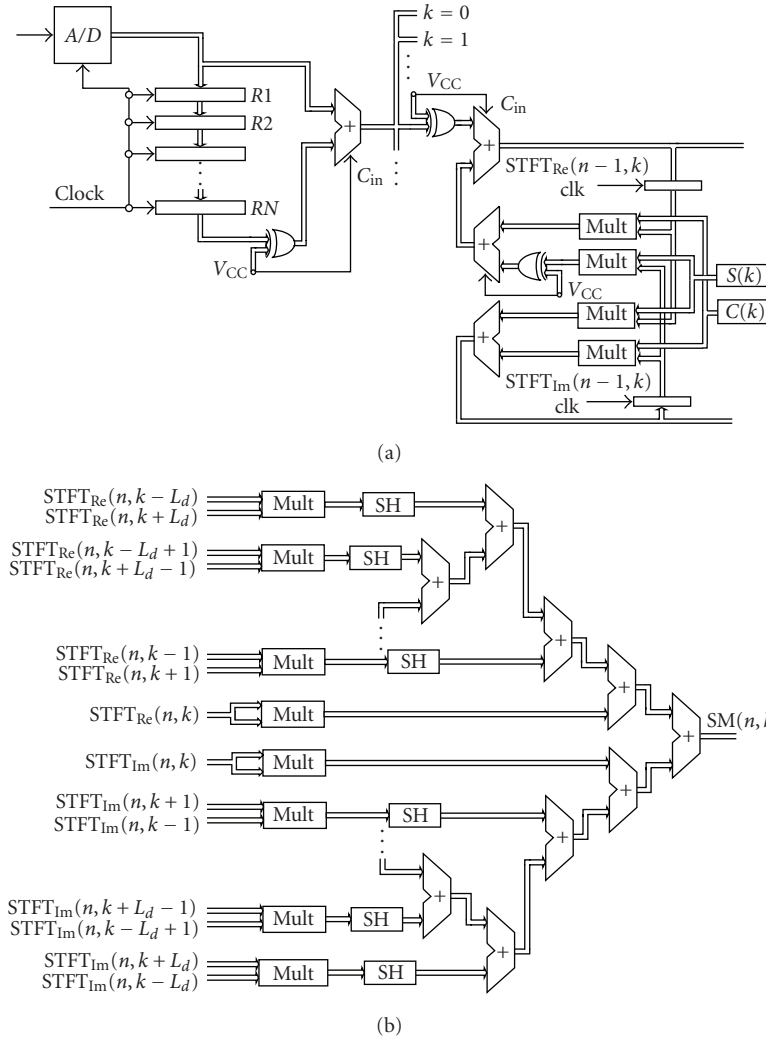 A/D
R1
R2
RN
Clock
+
V_CC
C_in
k = 0
k = 1
V_CC
C_in
+
STFT_Re(n − 1, k)
clk
Mult
+
Mult
V_CC
S(k)
C(k)
Mult
+
Mult
STFT_Im(n − 1, k)
clk
(a)
STFT_Re(n, k − L_d)
STFT_Re(n, k + L_d)
Mult
SH
+
STFT_Re(n, k − L_d + 1)
STFT_Re(n, k + L_d − 1)
Mult
SH
+
STFT_Re(n, k − 1)
STFT_Re(n, k + 1)
Mult
SH
+
STFT_Re(n, k)
Mult
+
SM(n, k
+
STFT_Im(n, k)
Mult
+
STFT_Im(n, k + 1)
STFT_Im(n, k − 1)
Mult
SH
+
STFT_Im(n, k + L_d − 1)
STFT_Im(n, k − L_d + 1)
Mult
SH
+
STFT_Im(n, k + L_d)
STFT_Im(n, k − L_d)
Mult
SH
+
(b)